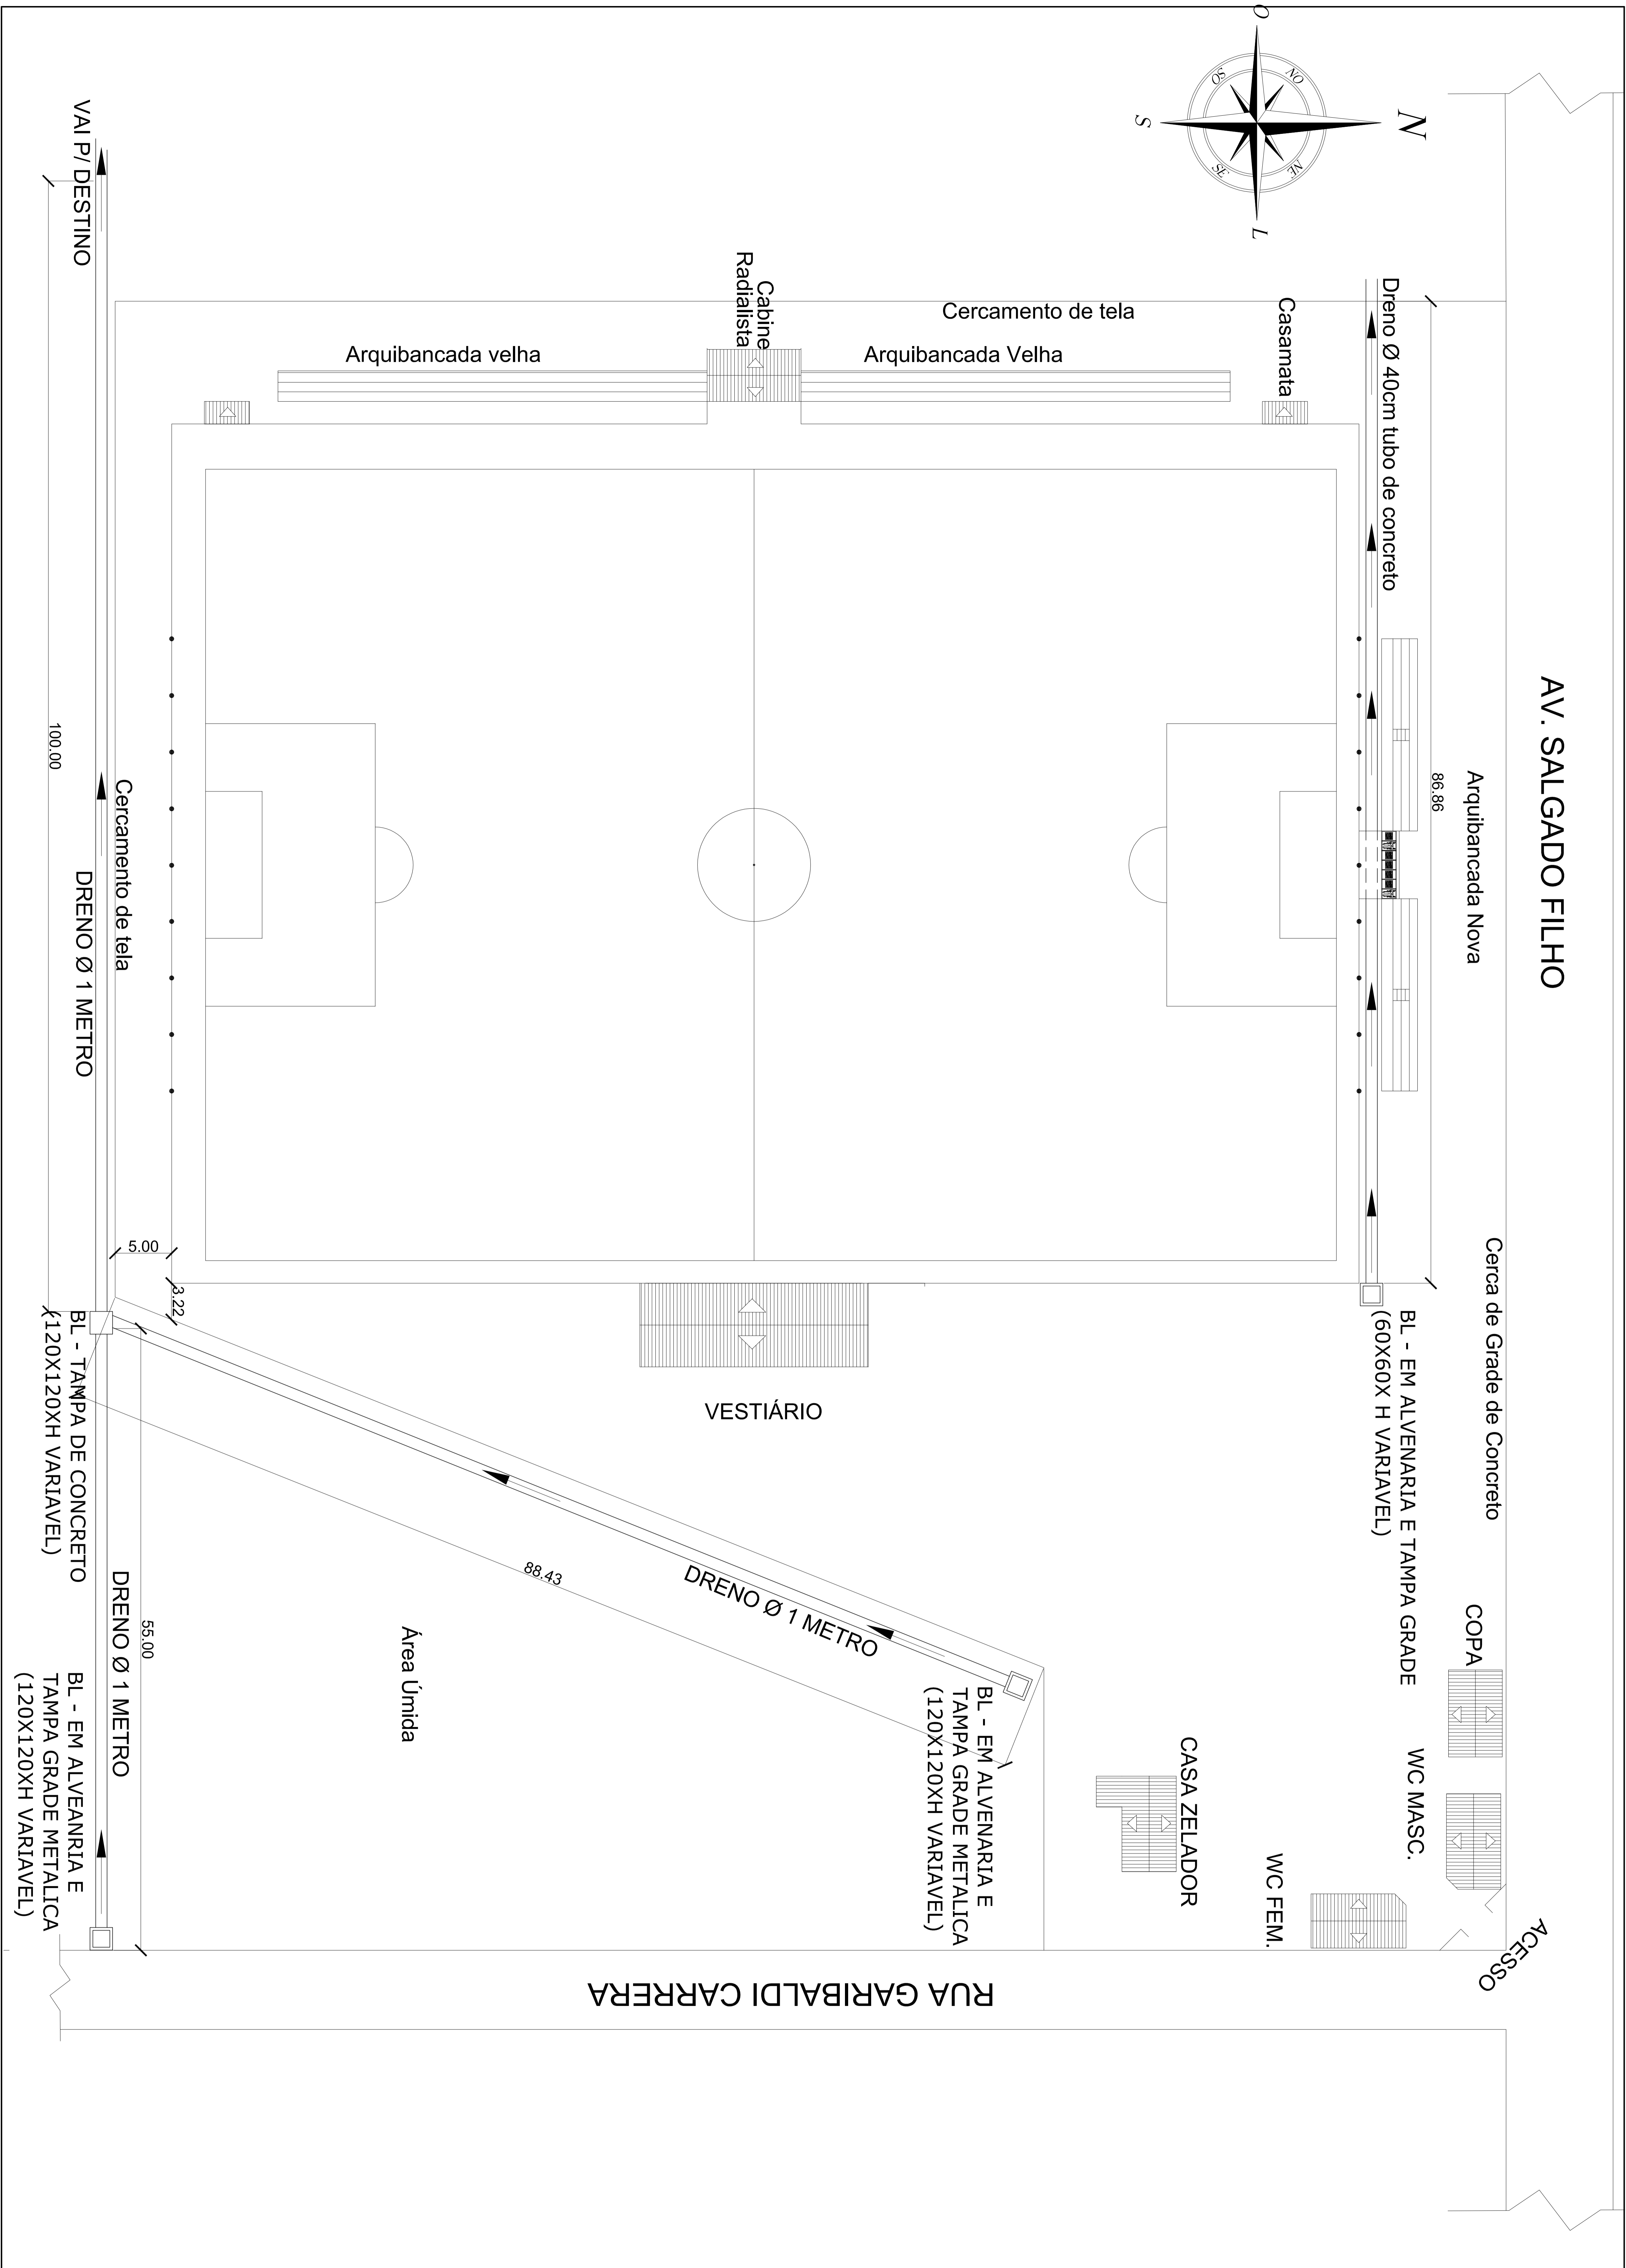 O
NO
N
NE
L
SE
S
SO
AV. SALGADO FILHO
VAI P/ DESTINO
Cabine
Radialista
Cercamento de tela
Casamata
Dreno Ø 40cm tubo de concreto
Arquibancada velha
Arquibancada Velha
100.00
Cercamento de tela
DRENO Ø 1 METRO
86.86
Arquibancada Nova
Cerca de Grade de Concreto
5.00
3.22
BL - TAMPA DE CONCRETO
(120X120XH VARIAVEL)
BL - EM ALVENARIA E TAMPA GRADE
(60X60X H VARIAVEL)
VESTIÁRIO
88.43
DRENO Ø 1 METRO
DRENO Ø 1 METRO
55.00
Área Úmida
COPA
BL - EM ALVEANRIA E
TAMPA GRADE METALICA
(120X120XH VARIAVEL)
BL - EM ALVENARIA E
TAMPA GRADE METALICA
(120X120XH VARIAVEL)
CASA ZELADOR
WC MASC.
WC FEM.
ACESSO
RUA GARIBALDI CARRERA